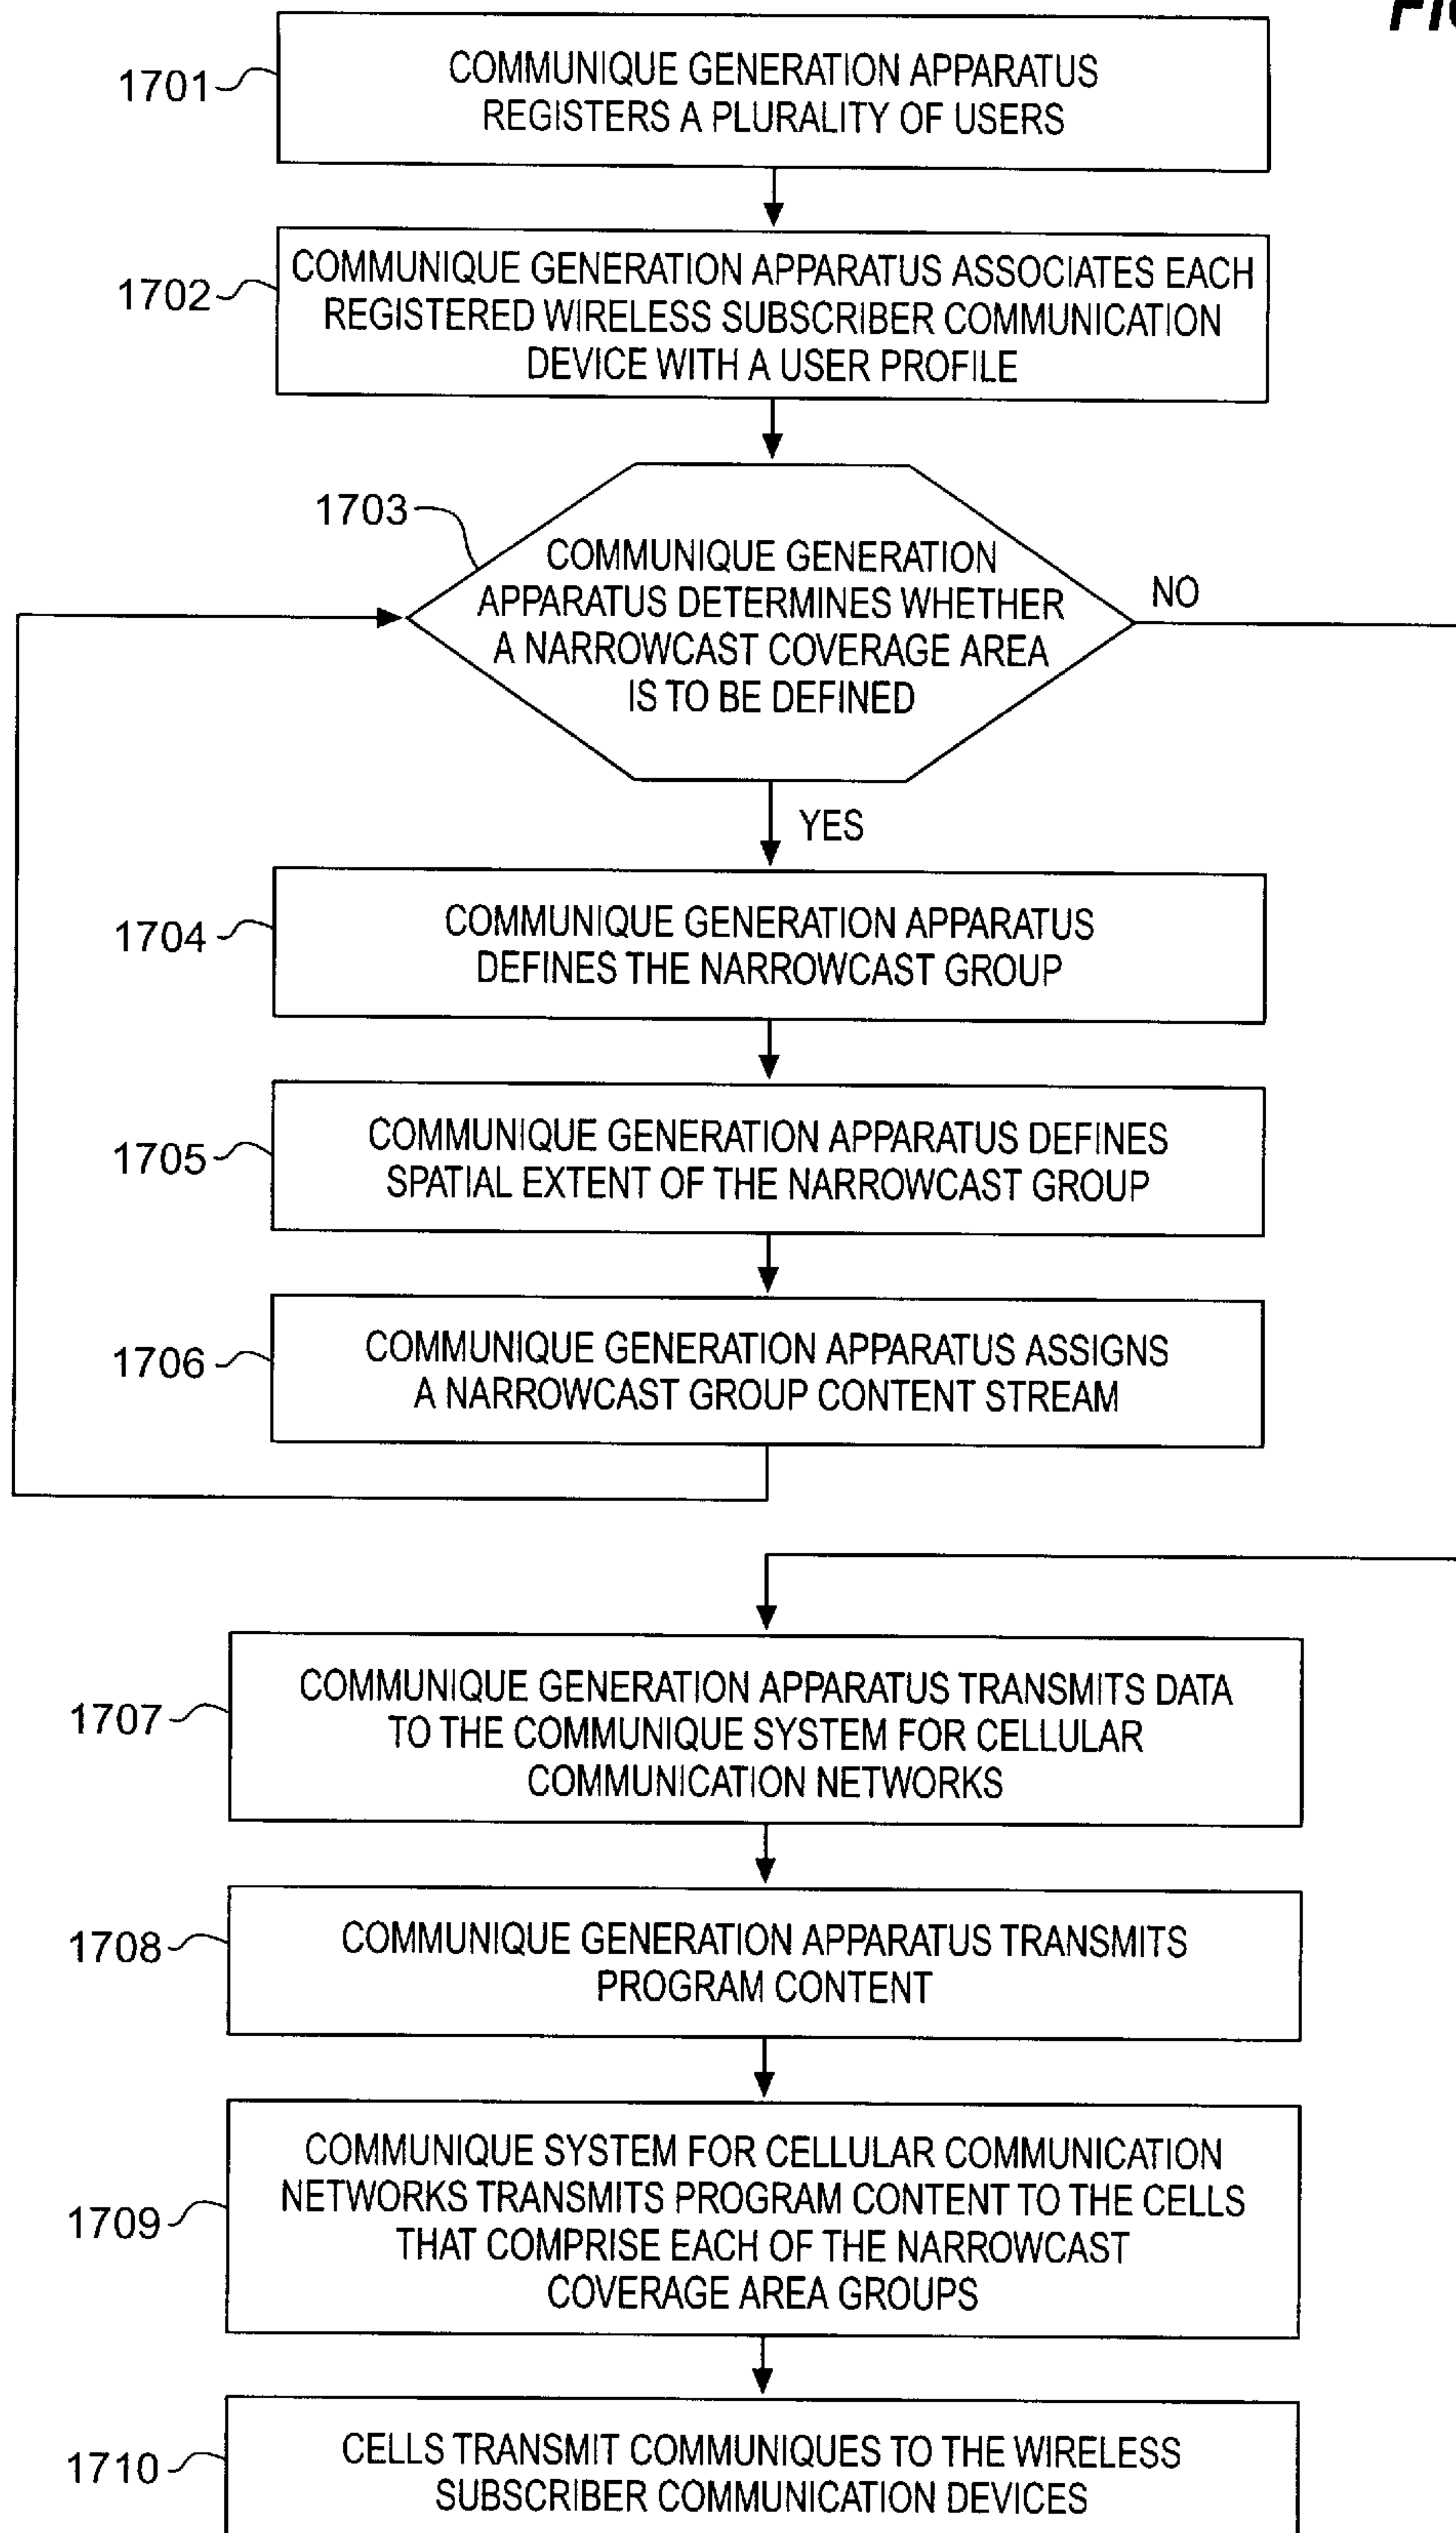 1701
COMMUNIQUE GENERATION APPARATUS
REGISTERS A PLURALITY OF USERS
1702
COMMUNIQUE GENERATION APPARATUS ASSOCIATES EACH
REGISTERED WIRELESS SUBSCRIBER COMMUNICATION
DEVICE WITH A USER PROFILE
1703
COMMUNIQUE GENERATION
APPARATUS DETERMINES WHETHER
A NARROWCAST COVERAGE AREA
IS TO BE DEFINED
NO
YES
1704
COMMUNIQUE GENERATION APPARATUS
DEFINES THE NARROWCAST GROUP
1705
COMMUNIQUE GENERATION APPARATUS DEFINES
SPATIAL EXTENT OF THE NARROWCAST GROUP
1706
COMMUNIQUE GENERATION APPARATUS ASSIGNS
A NARROWCAST GROUP CONTENT STREAM
1707
COMMUNIQUE GENERATION APPARATUS TRANSMITS DATA
TO THE COMMUNIQUE SYSTEM FOR CELLULAR
COMMUNICATION NETWORKS
1708
COMMUNIQUE GENERATION APPARATUS TRANSMITS
PROGRAM CONTENT
1709
COMMUNIQUE SYSTEM FOR CELLULAR COMMUNICATION
NETWORKS TRANSMITS PROGRAM CONTENT TO THE CELLS
THAT COMPRISE EACH OF THE NARROWCAST
COVERAGE AREA GROUPS
1710
CELLS TRANSMIT COMMUNIQUES TO THE WIRELESS
SUBSCRIBER COMMUNICATION DEVICES